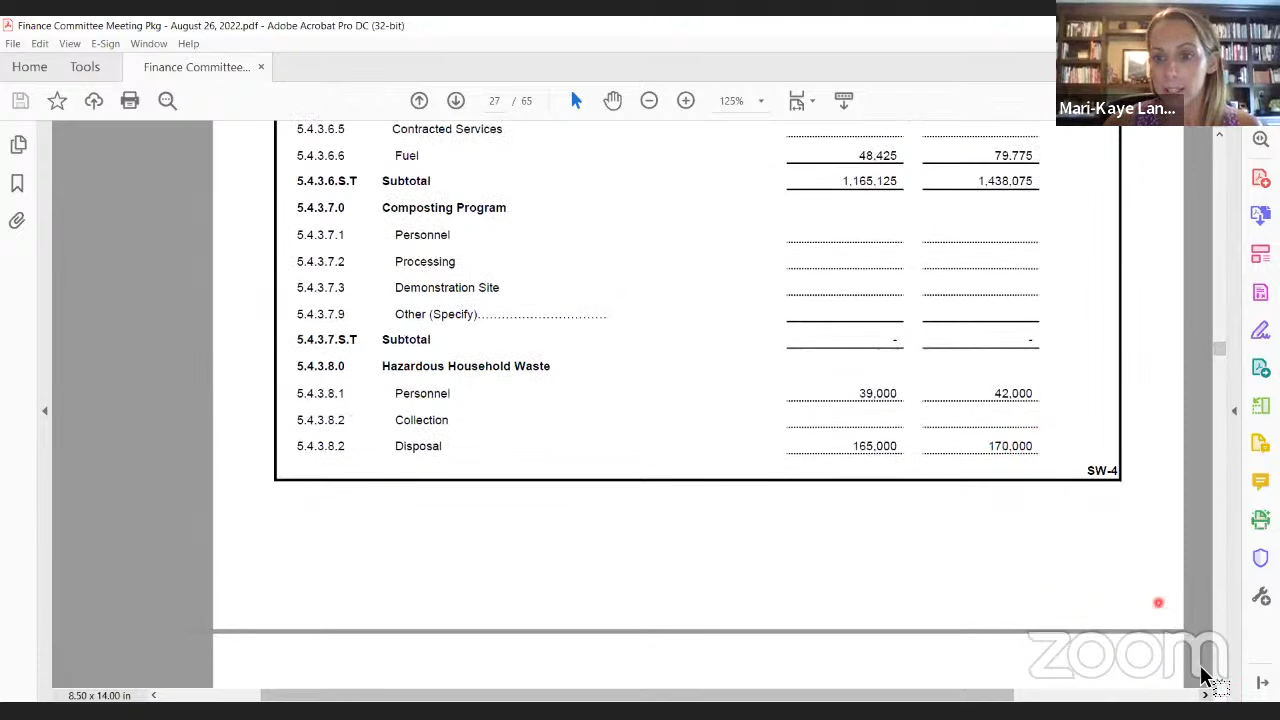 Finance Committee Meeting Pkg - August 26, 2022.pdf - Adobe Acrobat Pro DC (32-bit)
File Edit View E-Sign Window Help
Home Tools Finance Committee... ×
27 / 65 125%
Mari-Kaye Lan...
5.4.3.6.5 Contracted Services
5.4.3.6.6 Fuel 48,425 79,775
5.4.3.6.S.T Subtotal 1,165,125 1,438,075
5.4.3.7.0 Composting Program
5.4.3.7.1 Personnel
5.4.3.7.2 Processing
5.4.3.7.3 Demonstration Site
5.4.3.7.9 Other (Specify)................................
5.4.3.7.S.T Subtotal - -
5.4.3.8.0 Hazardous Household Waste
5.4.3.8.1 Personnel 39,000 42,000
5.4.3.8.2 Collection
5.4.3.8.2 Disposal 165,000 170,000
SW-4
zoom
8.50 x 14.00 in